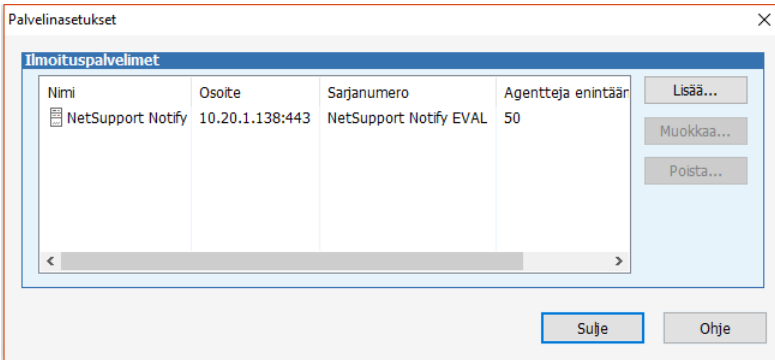 Palvelinasetukset
Ilmoituspalvelimet
Nimi Osoite Sarjanumero Agentteja enintään
NetSupport Notify 10.20.1.138:443 NetSupport Notify EVAL 50
Lisää...
Muokkaa...
Poista...
Sulje Ohje